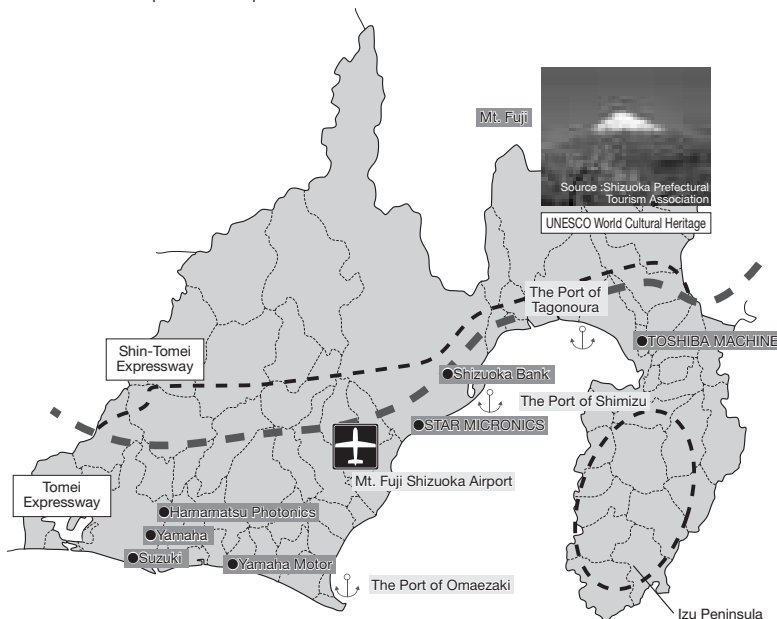 Mt. Fuji
Source :Shizuoka Prefectural
Tourism Association
UNESCO World Cultural Heritage
The Port of
Tagonoura
TOSHIBA MACHINE
Shin-Tomei
Expressway
Shizuoka Bank
The Port of Shimizu
STAR MICRONICS
Mt. Fuji Shizuoka Airport
Tomei
Expressway
Hamamatsu Photonics
Yamaha
Suzuki
Yamaha Motor
The Port of Omaezaki
Izu Peninsula